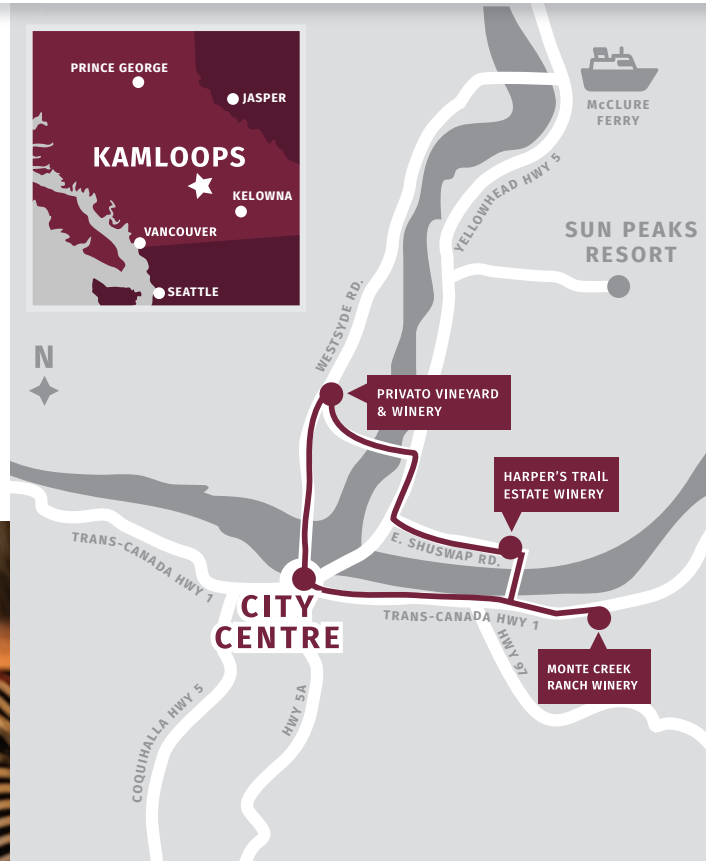 PRINCE GEORGE
JASPER
KAMLOOPS
KELOWNA
VANCOUVER
SEATTLE
McCLURE
FERRY
YELLOWHEAD HWY 5
SUN PEAKS
RESORT
WESTSYDE RD.
N
PRIVATO VINEYARD
& WINERY
HARPER'S TRAIL
ESTATE WINERY
TRANS-CANADA HWY 1
E. SHUSWAP RD.
CITY
CENTRE
TRANS-CANADA HWY 1
HWY 97
MONTE CREEK
RANCH WINERY
COQUIHALLA HWY 5
HWY 5A